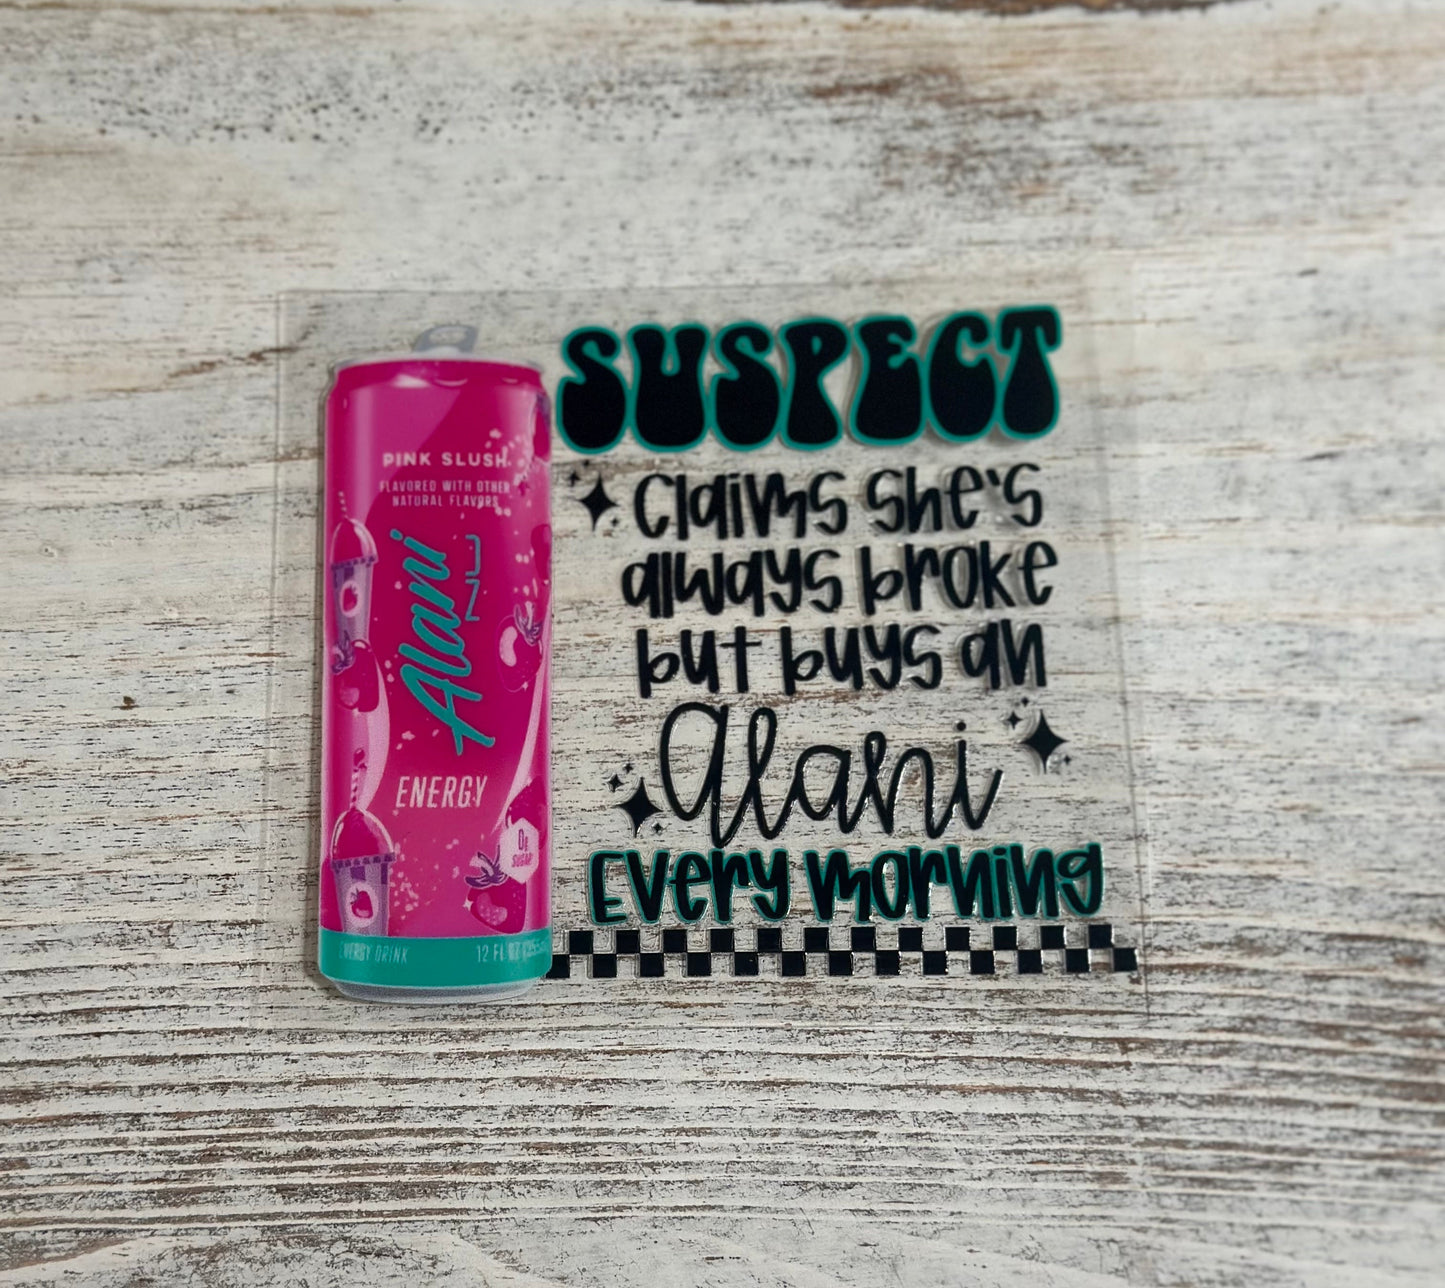 PINK SLUSH
FLAVORED WITH OTHER
NATURAL FLAVORS
Alani
NU
ENERGY
0g
SUGAR
ENERGY DRINK
12 FL
SUSPECT
Claims she's
always broke
but buys an
alani
Every morning